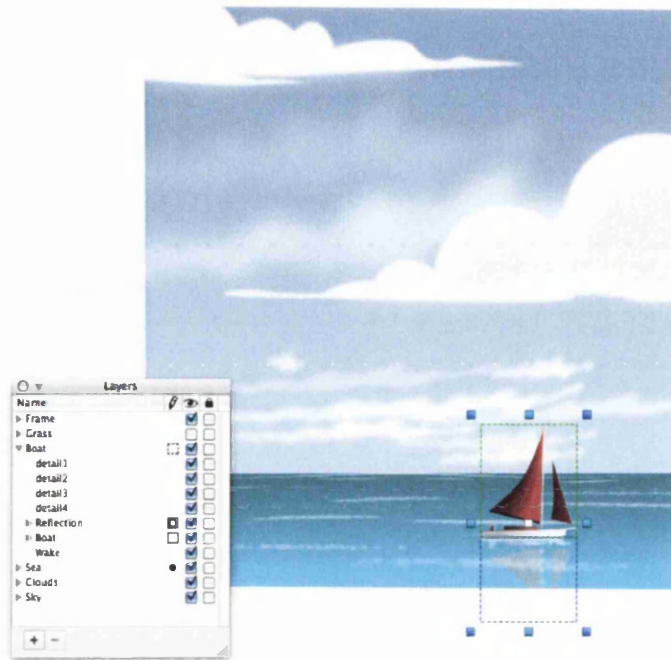 Layers
Name
Frame
Grass
Boat
detail1
detail2
detail3
detail4
Reflection
Boat
Wake
Sea
Clouds
Sky